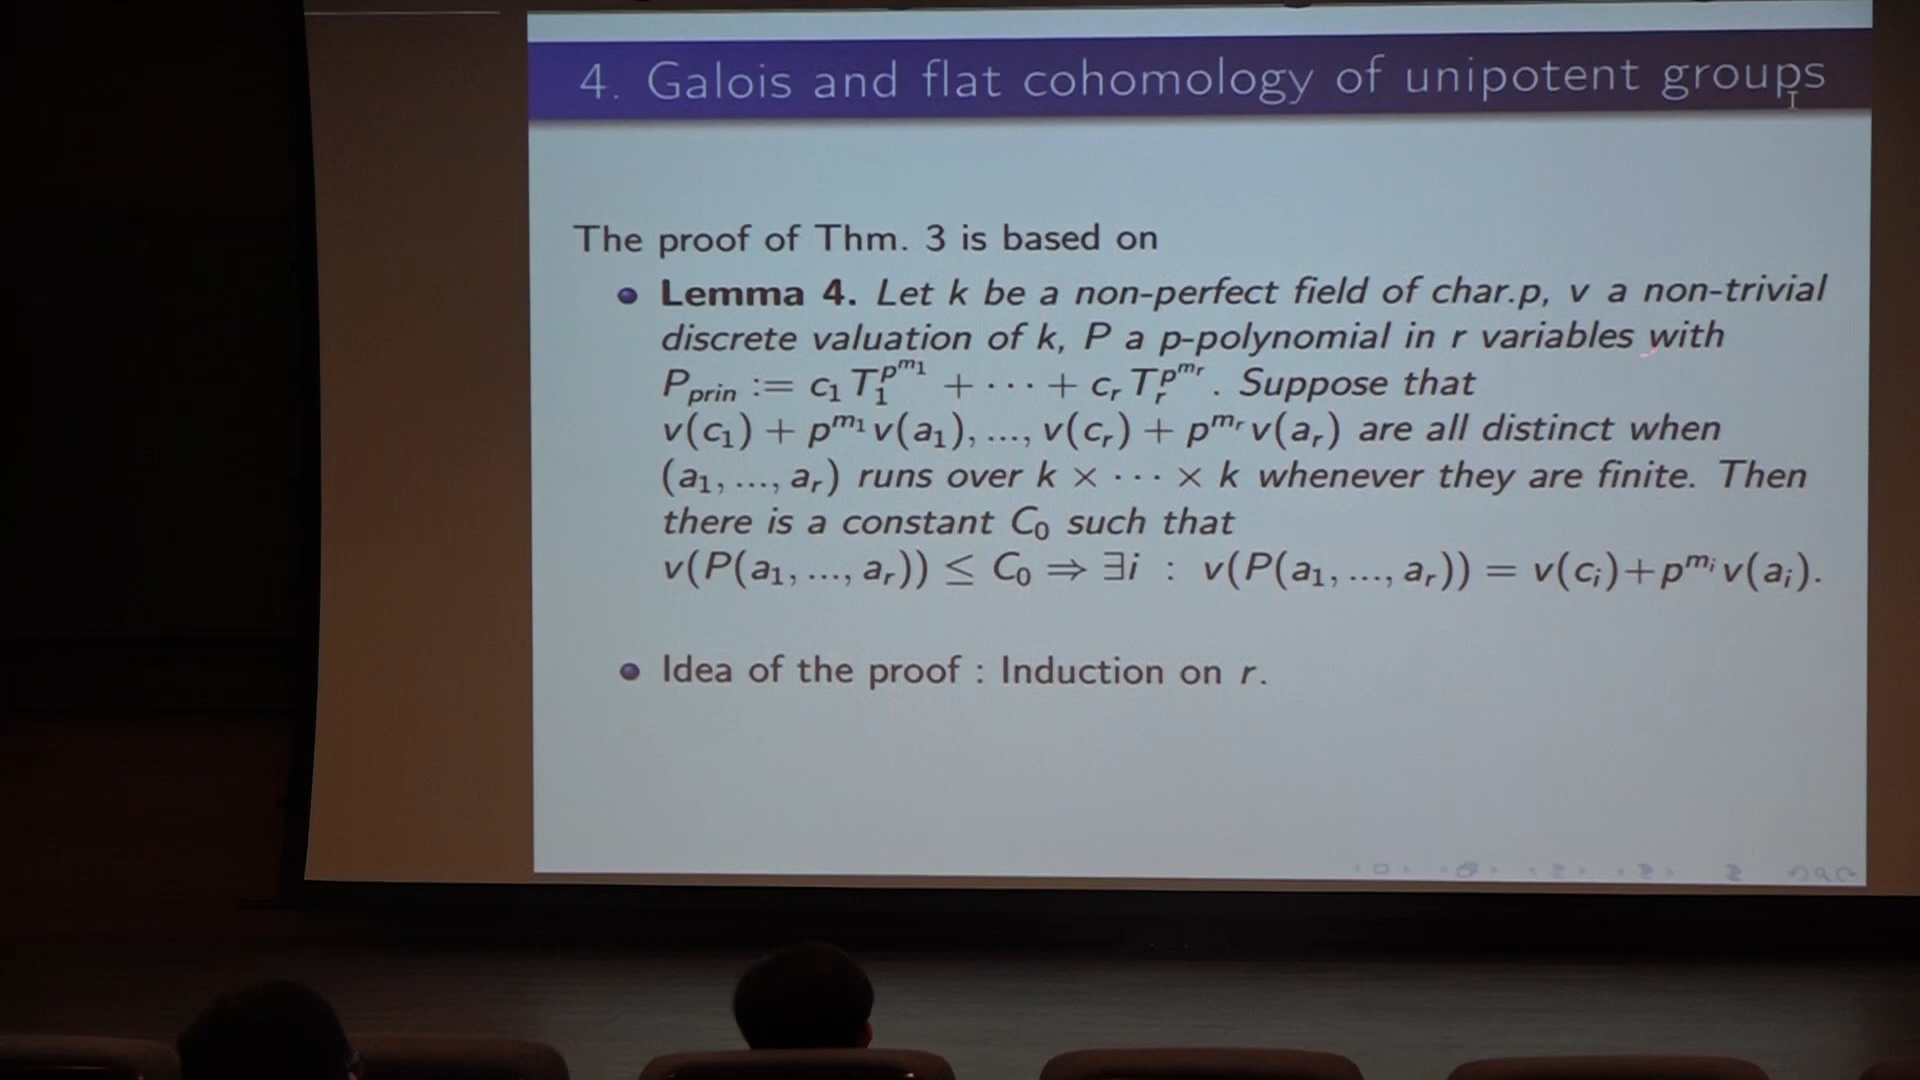 4. Galois and flat cohomology of unipotent groups
The proof of Thm. 3 is based on
Lemma 4. Let k be a non-perfect field of char.p, v a non-trivial
discrete valuation of k, P a p-polynomial in r variables with
P_{prin} := c_1 T_1^{p^{m_1}} + ⋯ + c_r T_r^{p^{m_r}}. Suppose that
v(c_1) + p^{m_1}v(a_1), ..., v(c_r) + p^{m_r}v(a_r) are all distinct when
(a_1, ..., a_r) runs over k × ⋯ × k whenever they are finite. Then
there is a constant C_0 such that
v(P(a_1, ..., a_r)) ≤ C_0 ⇒ ∃i : v(P(a_1, ..., a_r)) = v(c_i)+p^{m_i}v(a_i).
Idea of the proof : Induction on r.